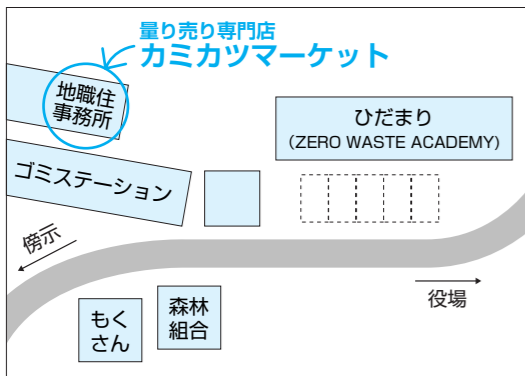 量り売り専門店
カミカツマーケット
地職住
事務所
ひだまり
（ZERO WASTE ACADEMY）
ゴミステーション
傍示
役場
もく
さん
森林
組合